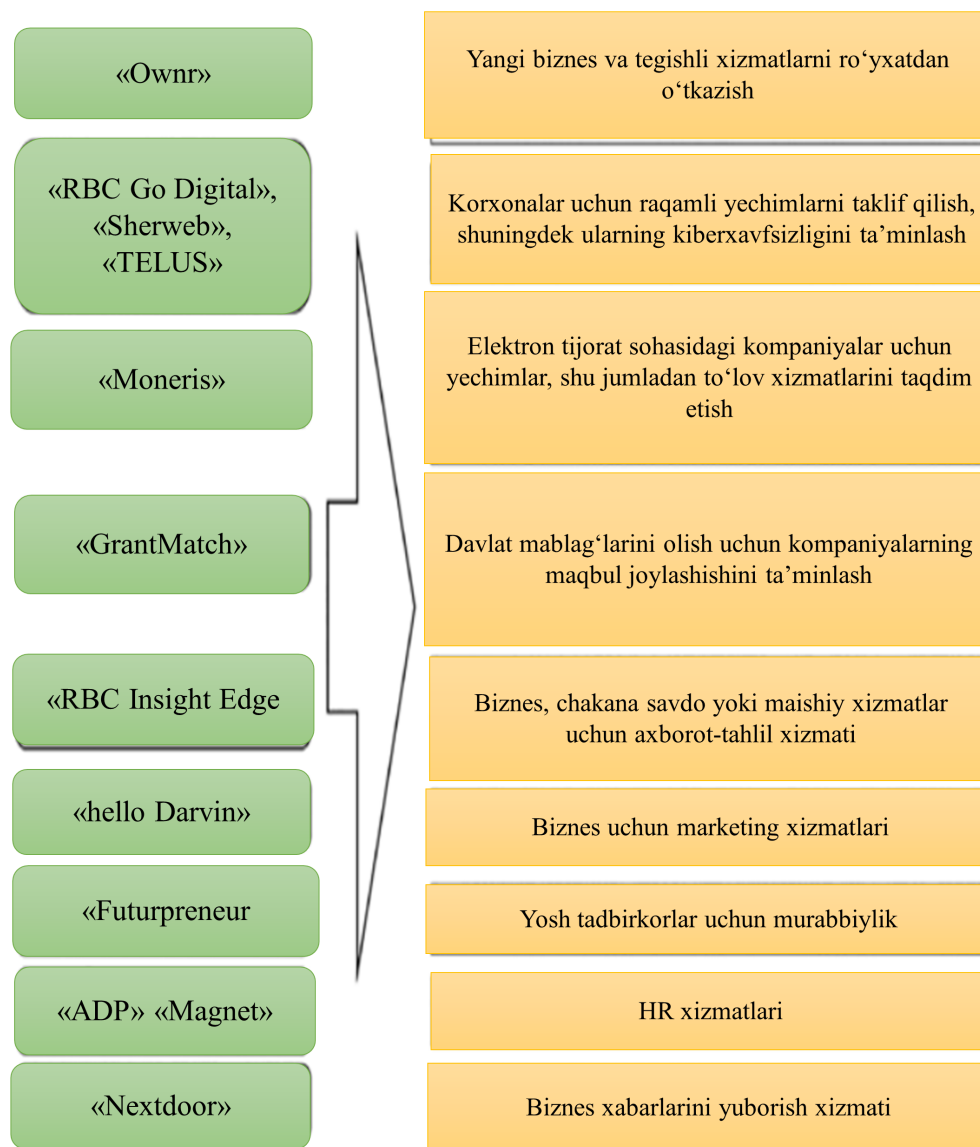 «Ownr»
Yangi biznes va tegishli xizmatlarni ro‘yxatdan
o‘tkazish
«RBC Go Digital»,
«Sherweb»,
«TELUS»
Korxonalar uchun raqamli yechimlarni taklif qilish,
shuningdek ularning kiberxavfsizligini ta’minlash
«Moneris»
Elektron tijorat sohasidagi kompaniyalar uchun
yechimlar, shu jumladan to‘lov xizmatlarini taqdim
etish
«GrantMatch»
Davlat mablag‘larini olish uchun kompaniyalarning
maqbul joylashishini ta’minlash
«RBC Insight Edge
Biznes, chakana savdo yoki maishiy xizmatlar
uchun axborot-tahlil xizmati
«hello Darvin»
Biznes uchun marketing xizmatlari
«Futurpreneur
Yosh tadbirkorlar uchun murabbiylik
«ADP» «Magnet»
HR xizmatlari
«Nextdoor»
Biznes xabarlarini yuborish xizmati